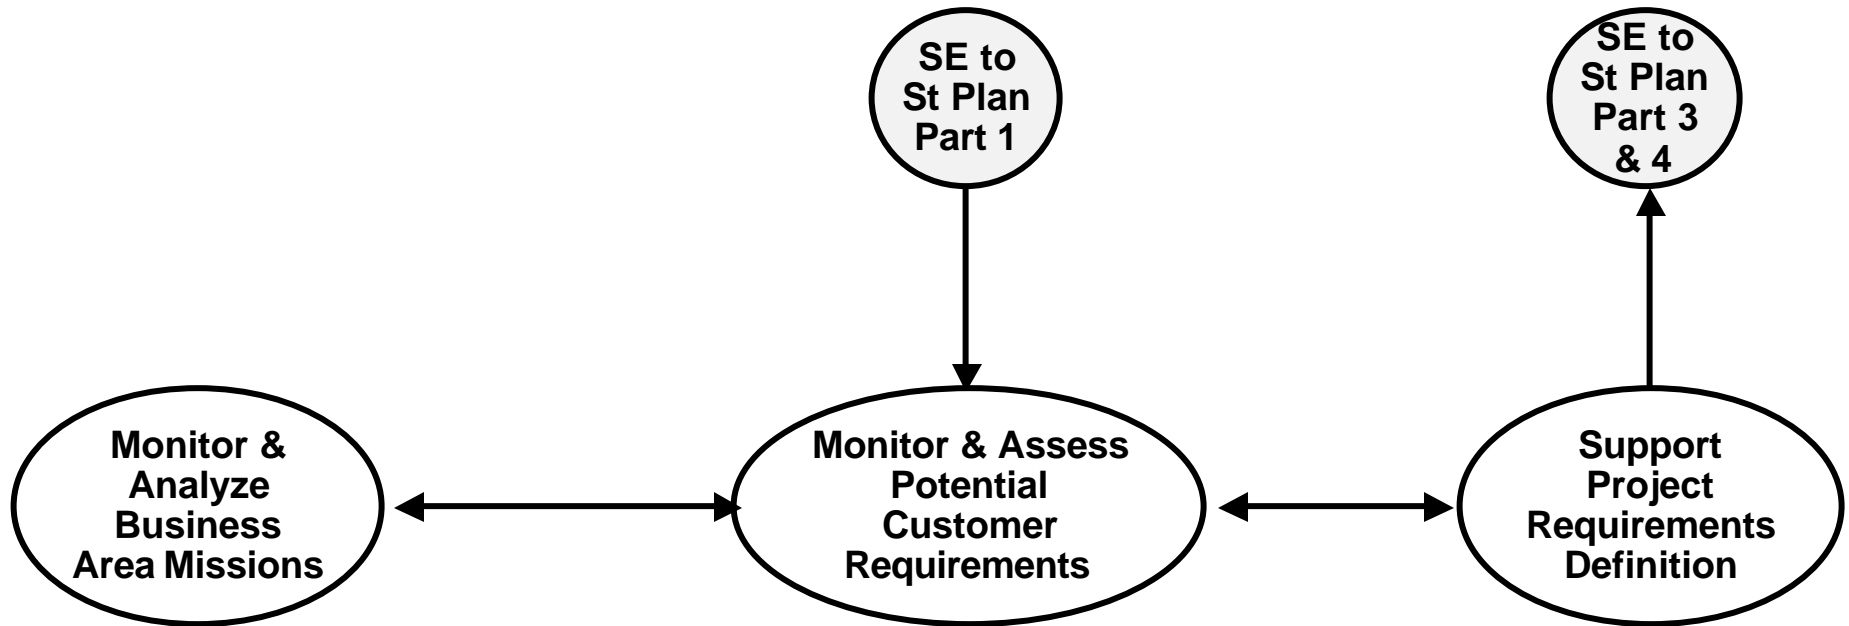 SE to
St Plan
Part 1
SE to
St Plan
Part 3
& 4
Monitor &
Analyze
Business
Area Missions
Monitor & Assess
Potential
Customer
Requirements
Support
Project
Requirements
Definition